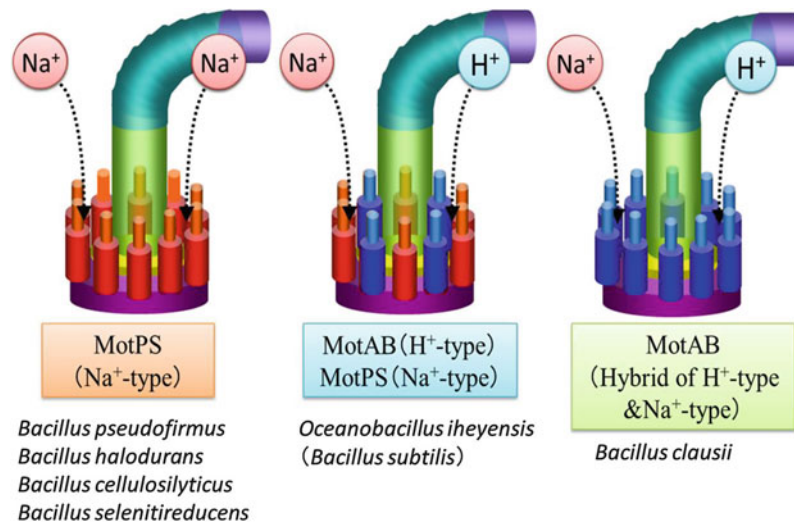 Na⁺
Na⁺
Na⁺
H⁺
Na⁺
H⁺
MotPS
(Na⁺-type)
MotAB(H⁺-type)
MotPS(Na⁺-type)
MotAB
(Hybrid of H⁺-type
&Na⁺-type)
Bacillus pseudofirmus
Bacillus halodurans
Bacillus cellulosilyticus
Bacillus selenitireducens
Oceanobacillus iheyensis
(Bacillus subtilis)
Bacillus clausii